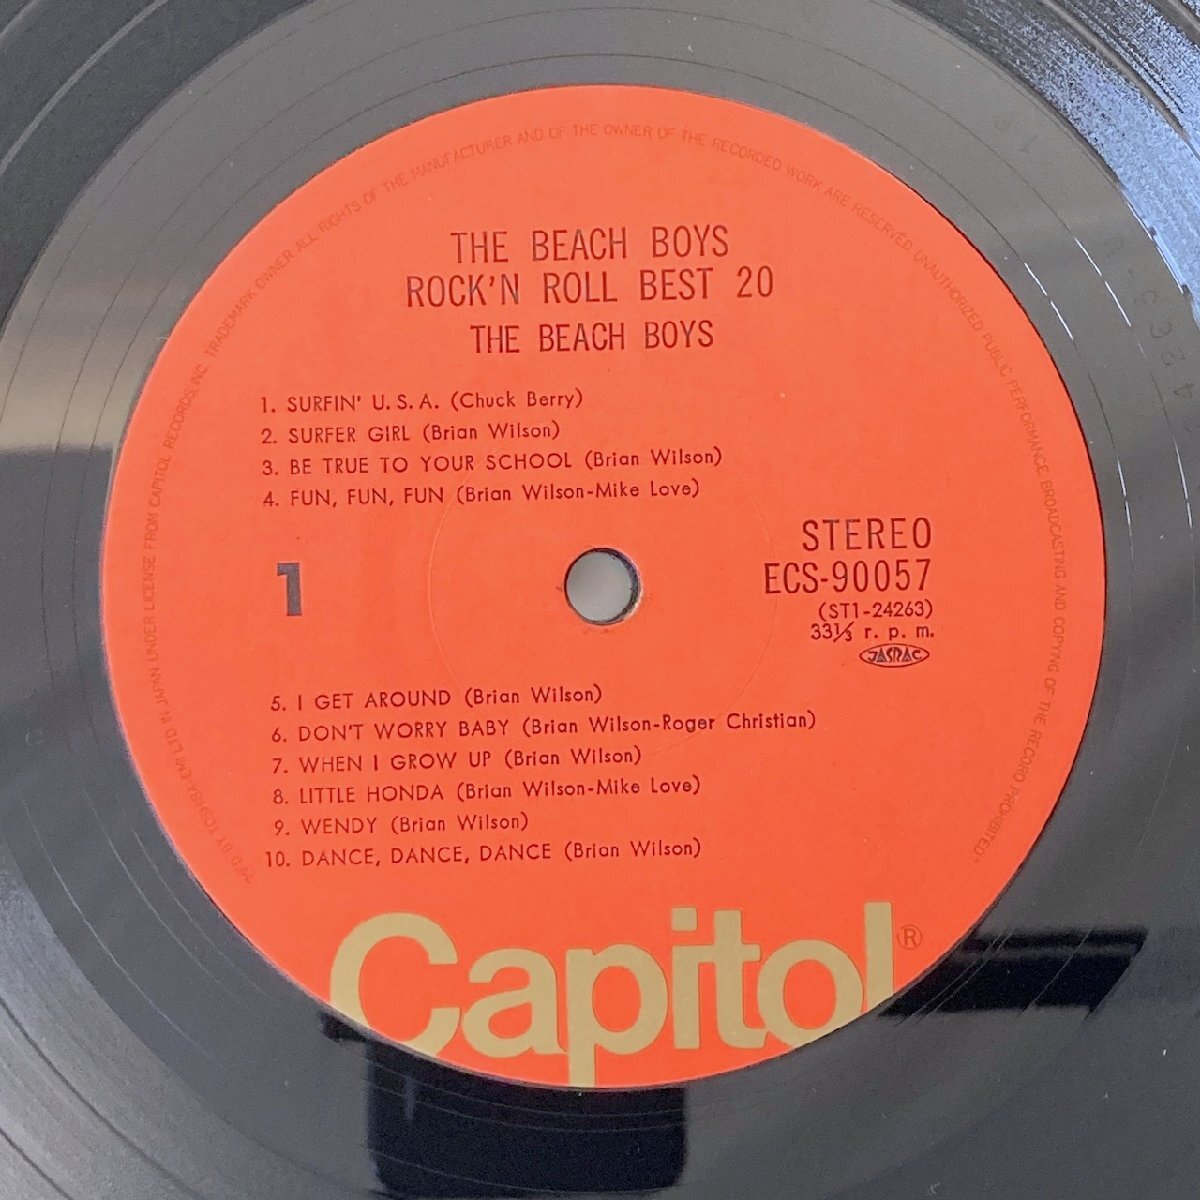 THE BEACH BOYS
ROCK'N ROLL BEST 20
THE BEACH BOYS
1. SURFIN' U.S.A. (Chuck Berry)
2. SURFER GIRL (Brian Wilson)
3. BE TRUE TO YOUR SCHOOL (Brian Wilson)
4. FUN, FUN, FUN (Brian Wilson-Mike Love)
1
STEREO
ECS-90057
(ST1-24263)
33⅓ r. p. m.
JASRAC
5. I GET AROUND (Brian Wilson)
6. DON'T WORRY BABY (Brian Wilson-Roger Christian)
7. WHEN I GROW UP (Brian Wilson)
8. LITTLE HONDA (Brian Wilson-Mike Love)
9. WENDY (Brian Wilson)
10. DANCE, DANCE, DANCE (Brian Wilson)
Capitol®
MFD. BY TOSHIBA-EMI LTD IN JAPAN UNDER LICENSE FROM CAPITOL RECORDS, INC. TRADEMARK OWNER ALL RIGHTS OF THE MANUFACTURER AND OF THE OWNER OF THE RECORDED WORK ARE RESERVED UNAUTHORIZED PUBLIC PERFORMANCE BROADCASTING AND COPYING OF THE RECORD PROHIBITED"